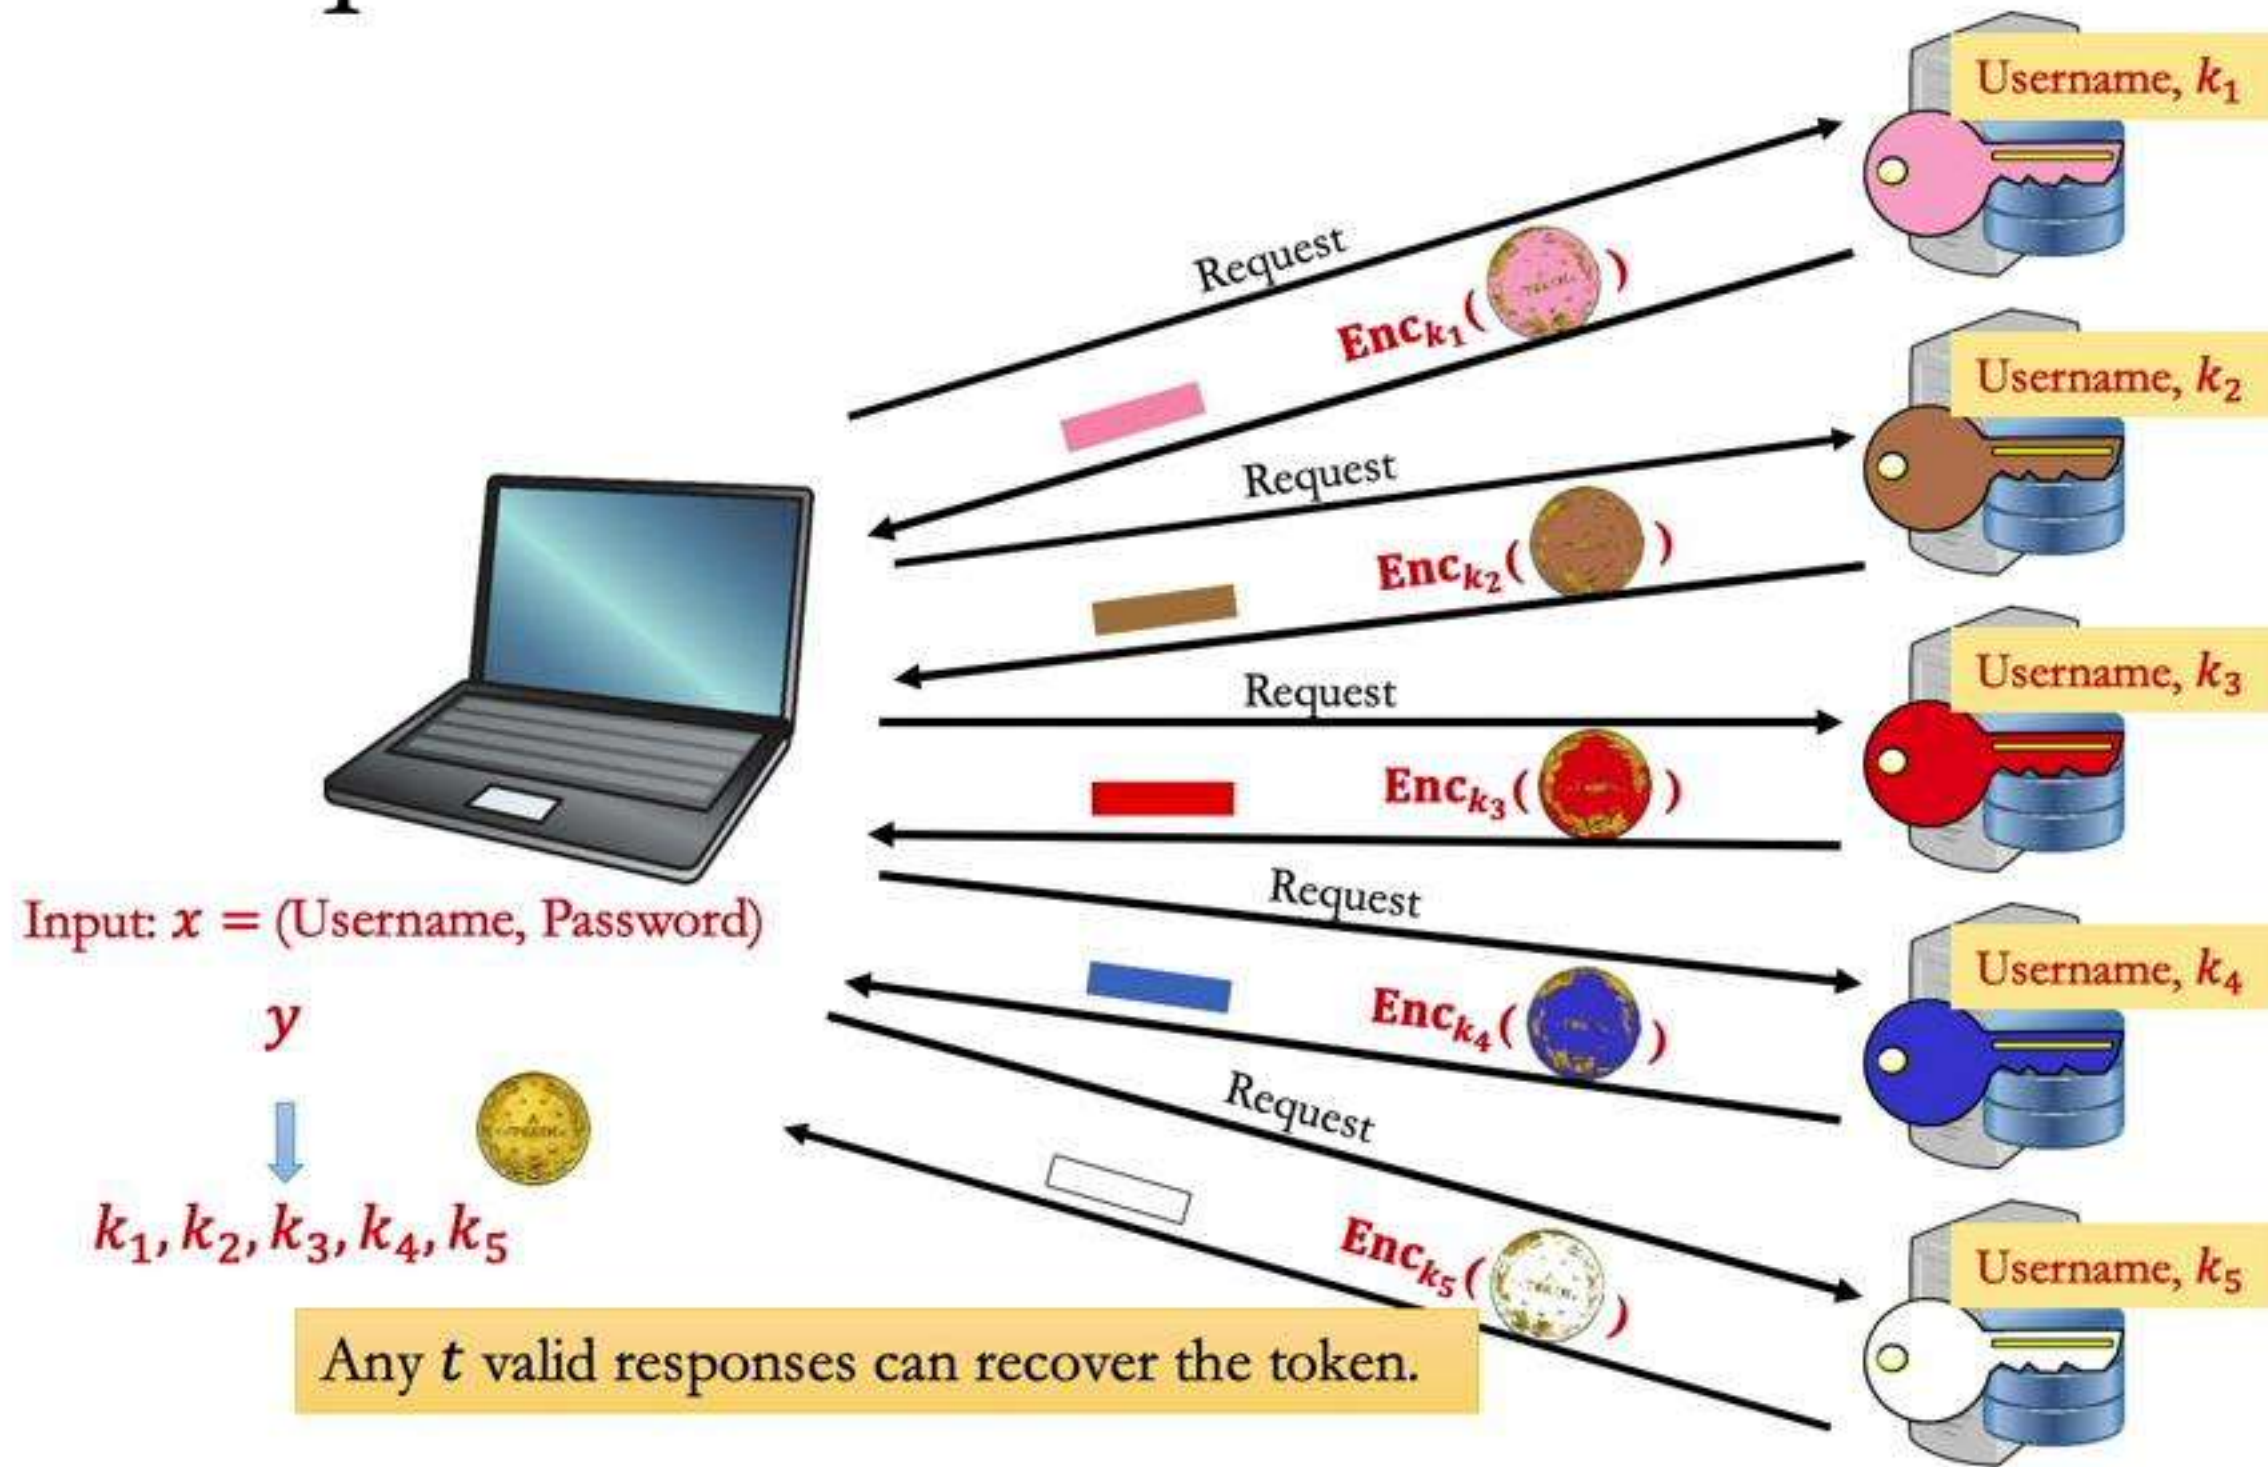 Username, k₁
Request
Enc_k₁( )
Username, k₂
Request
Enc_k₂( )
Username, k₃
Request
Enc_k₃( )
Request
Input: x = (Username, Password)
Username, k₄
Enc_k₄( )
y
Request
k₁, k₂, k₃, k₄, k₅
Enc_k₅( )
Username, k₅
Any t valid responses can recover the token.